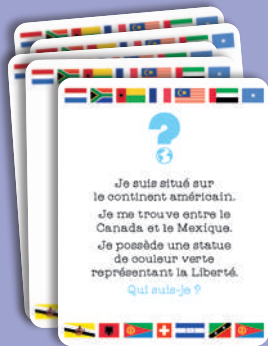 ?
Je suis situé sur
le continent américain.
Je me trouve entre le
Canada et le Mexique.
Je possède une statue
de couleur verte
représentant la Liberté.
Qui suis-je ?